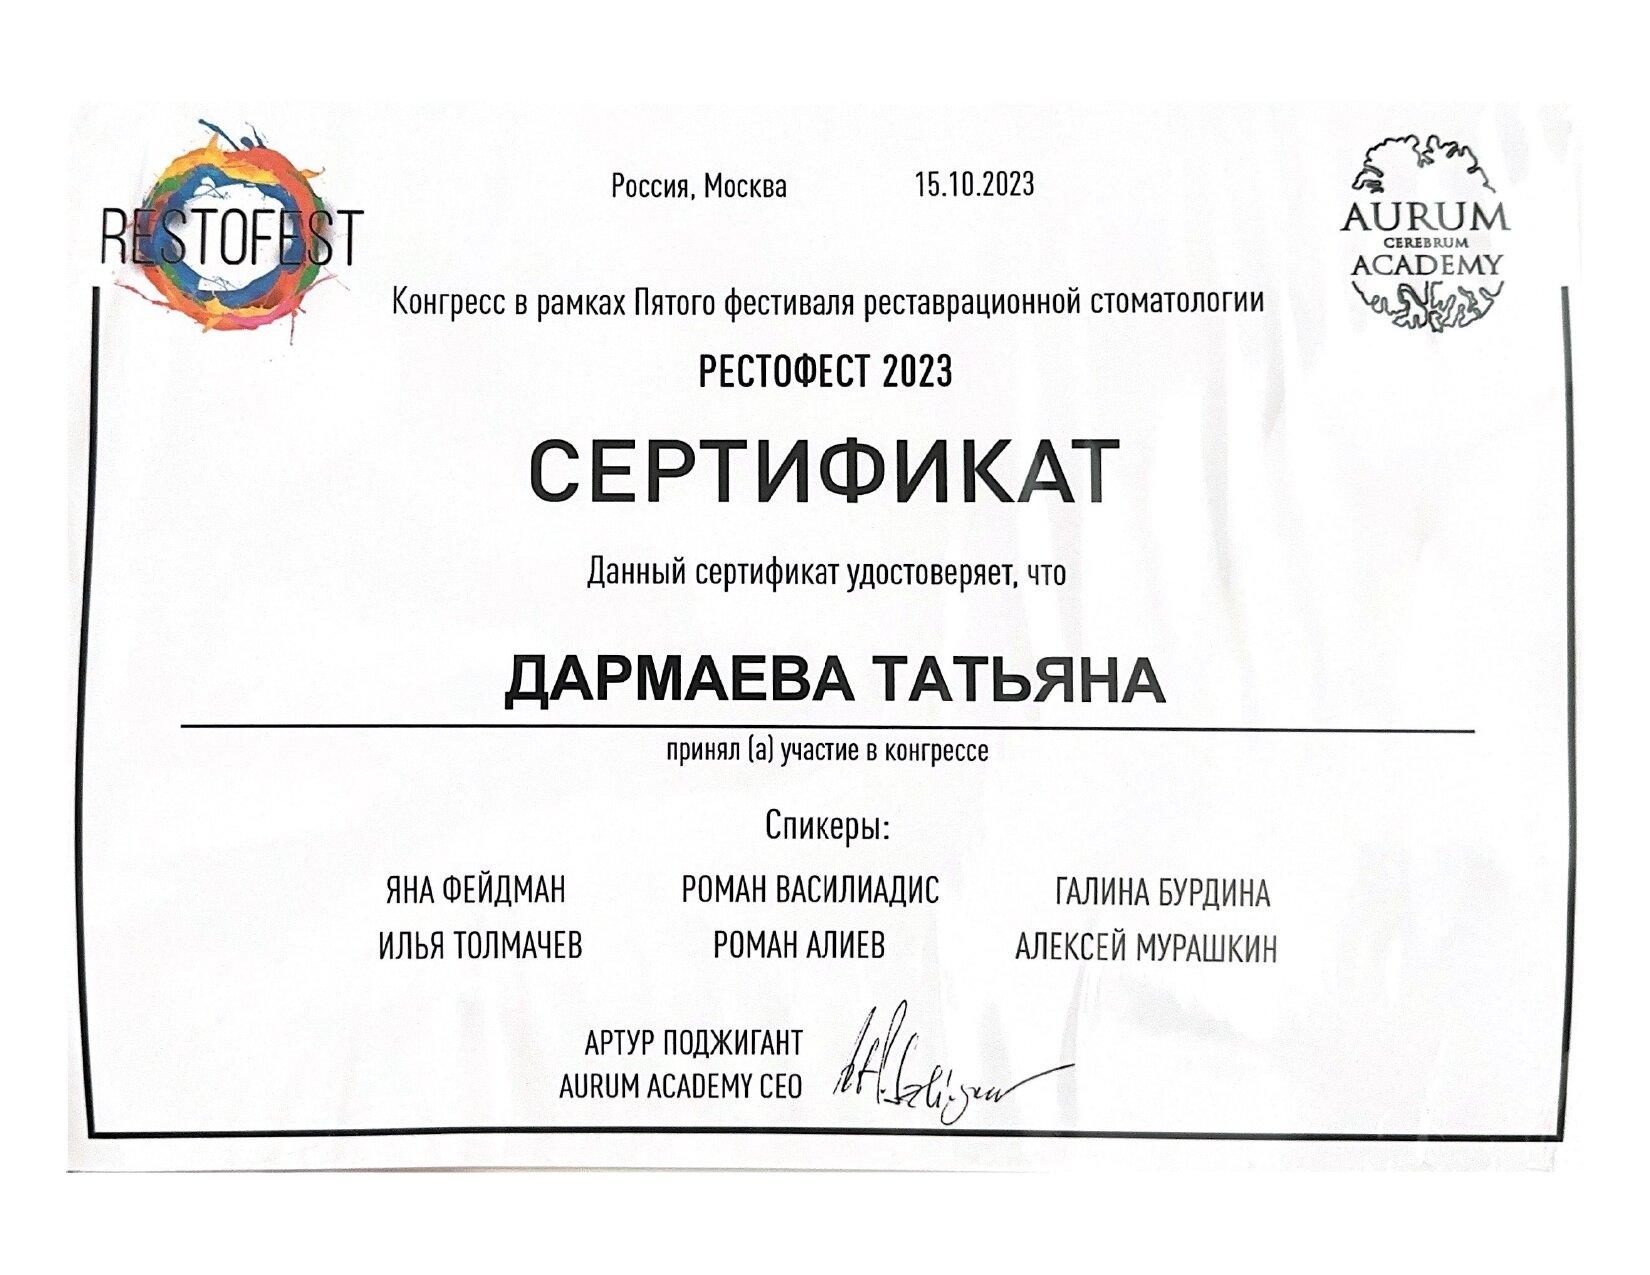 RESTOFEST
Россия, Москва 15.10.2023
AURUM
CEREBRUM
ACADEMY
Конгресс в рамках Пятого фестиваля реставрационной стоматологии
РЕСТОФЕСТ 2023
СЕРТИФИКАТ
Данный сертификат удостоверяет, что
ДАРМАЕВА ТАТЬЯНА
принял (а) участие в конгрессе
Спикеры:
ЯНА ФЕЙДМАН РОМАН ВАСИЛИАДИС ГАЛИНА БУРДИНА
ИЛЬЯ ТОЛМАЧЕВ РОМАН АЛИЕВ АЛЕКСЕЙ МУРАШКИН
АРТУР ПОДЖИГАНТ
AURUM ACADEMY CEO